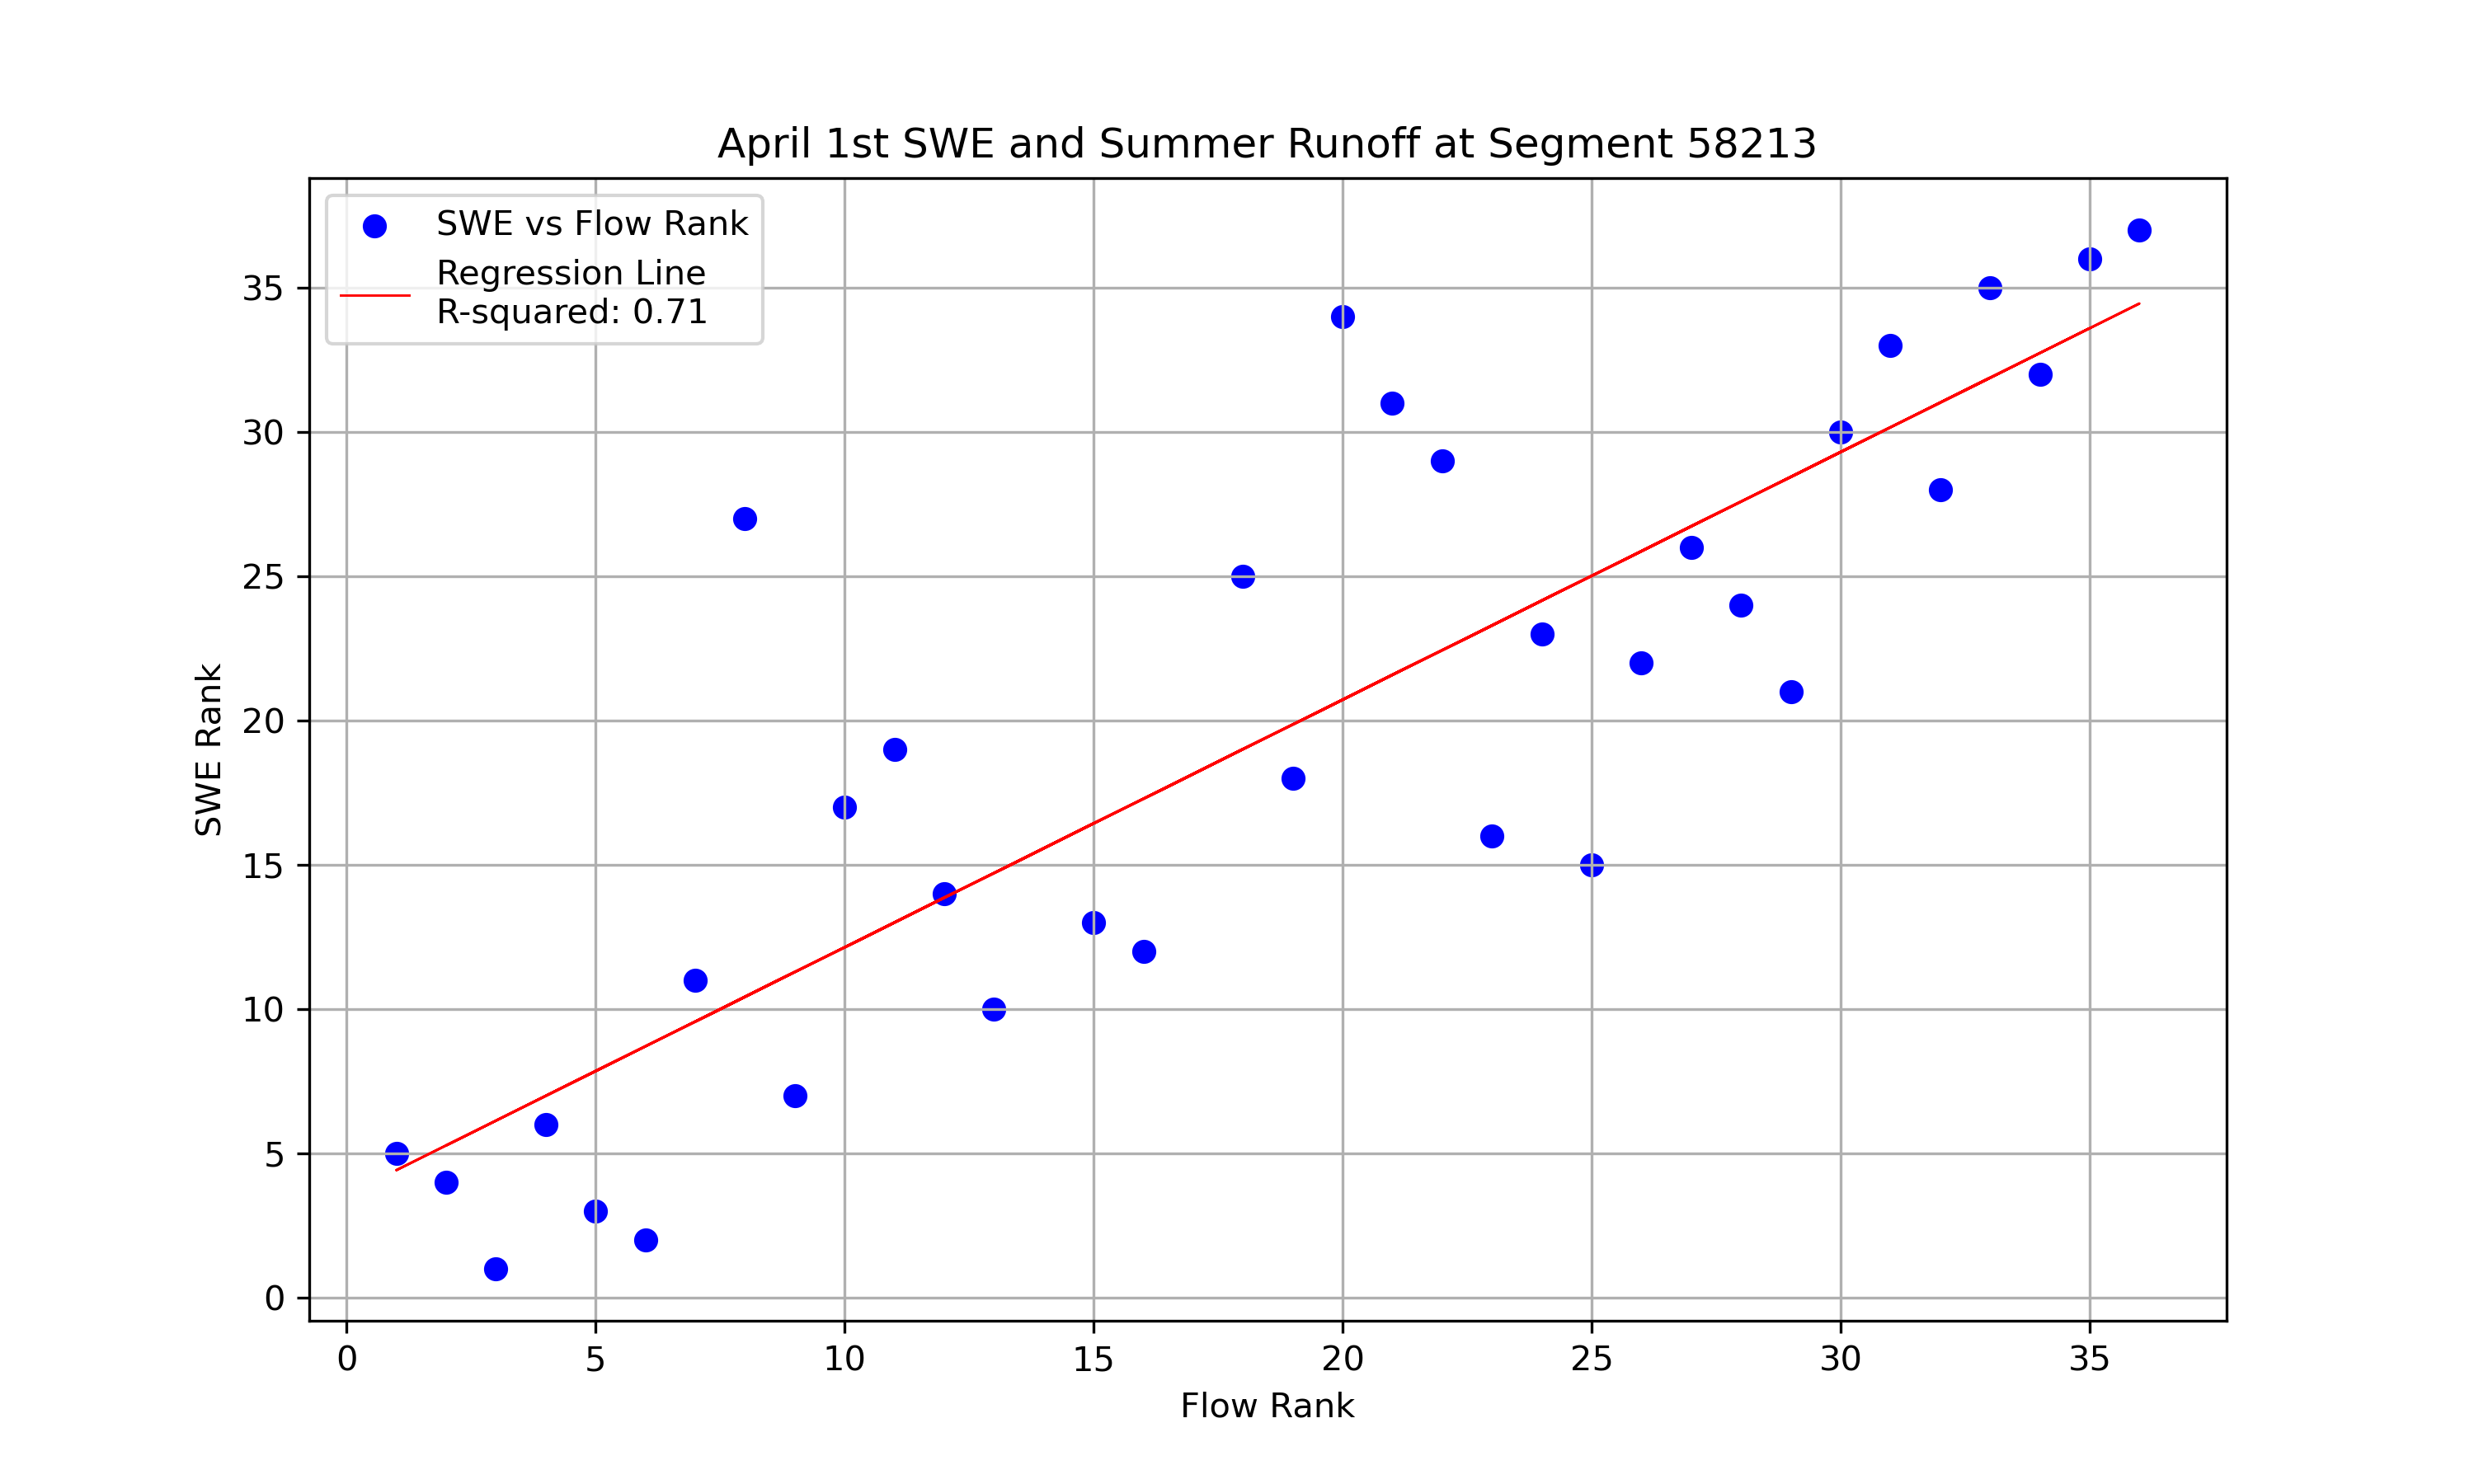 April 1st SWE and Summer Runoff at Segment 58213
SWE vs Flow Rank
Regression Line
R-squared: 0.71
35
30
25
20
15
10
5
0
SWE Rank
0 5 10 15 20 25 30 35
Flow Rank